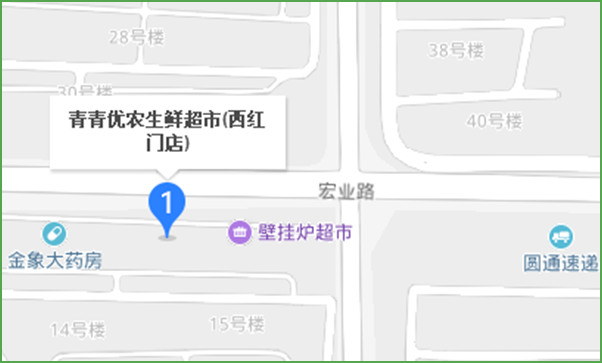 28号楼
38号楼
30号楼
青青优农生鲜超市(西红
门店)
40号楼
宏业路
1
壁挂炉超市
金象大药房
圆通速递
14号楼
15号楼